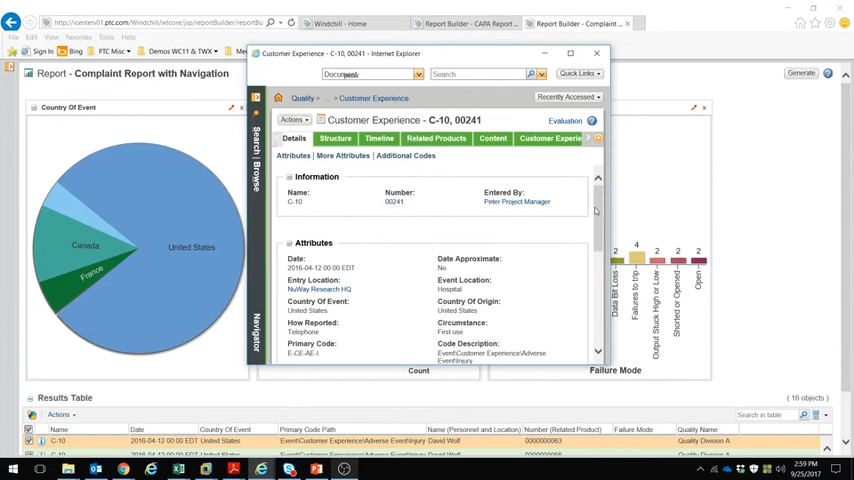 http://icenterv01.ptc.com/Windchill/wtcore/jsp/reportBuilder/reportBu
Windchill - Home
Report Builder - CAPA Report ...
Report Builder - Complaint ...
File Edit View Favorites Tools Help
Sign In Bing PTC Misc Demos WC11 & TW
Report - Complaint Report with Navigation
Generate
Customer Experience - C-10, 00241 - Internet Explorer
Search . . .
Quick Links
Quality > ... > Customer Experience
Recently Accessed
Actions
Customer Experience - C-10, 00241
Evaluation
Details Structure Timeline Related Products Content Customer Experie
Attributes | More Attributes | Additional Codes
Search | Browse
Navigator
Information
Name: Number: Entered By:
C-10 00241 Peter Project Manager
Attributes
Date: Date Approximate:
2016-04-12 00:00 EDT No
Entry Location: Event Location:
NuWay Research HQ Hospital
Country Of Event: Country Of Origin:
United States United States
How Reported: Circumstance:
Telephone First use
Primary Code: Code Description:
E-CE-AE-I Event\Customer Experience\Adverse
Event\Injury
Country Of Event
United States
Canada
France
2 4 2 2 2
Data Bit Loss
Failures to trip
Output Stuck High or Low
Shorted or Opened
Open
Count
Failure Mode
Results Table
( 16 objects )
Actions
Search in table
Name Date Country Of Event Primary Code Path Name (Personnel and Location) Number (Related Product) Failure Mode Quality Name
C-10 2016-04-12 00:00 EDT United States Event\Customer Experience\Adverse Event\Injury David Wolf 0000000063 Quality Division A
2:59 PM
9/25/2017